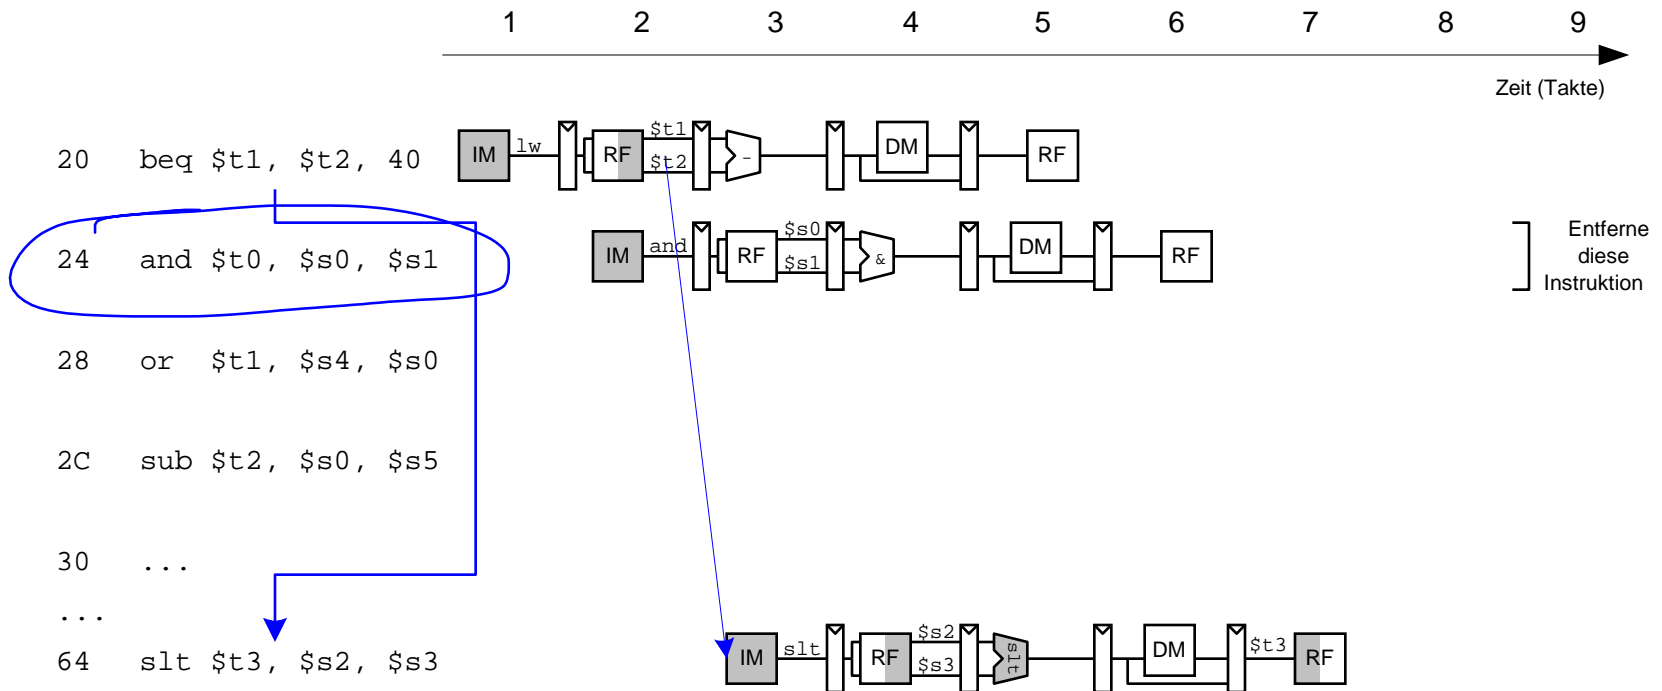 1 2 3 4 5 6 7 8 9
Zeit (Takte)
20 beq $t1, $t2, 40
IM lw RF $t1 $t2 - DM RF
24 and $t0, $s0, $s1
IM and RF $s0 $s1 & DM RF
Entferne
diese
Instruktion
28 or $t1, $s4, $s0
2C sub $t2, $s0, $s5
30 ...
...
64 slt $t3, $s2, $s3
IM slt RF $s2 $s3 slt DM $t3 RF